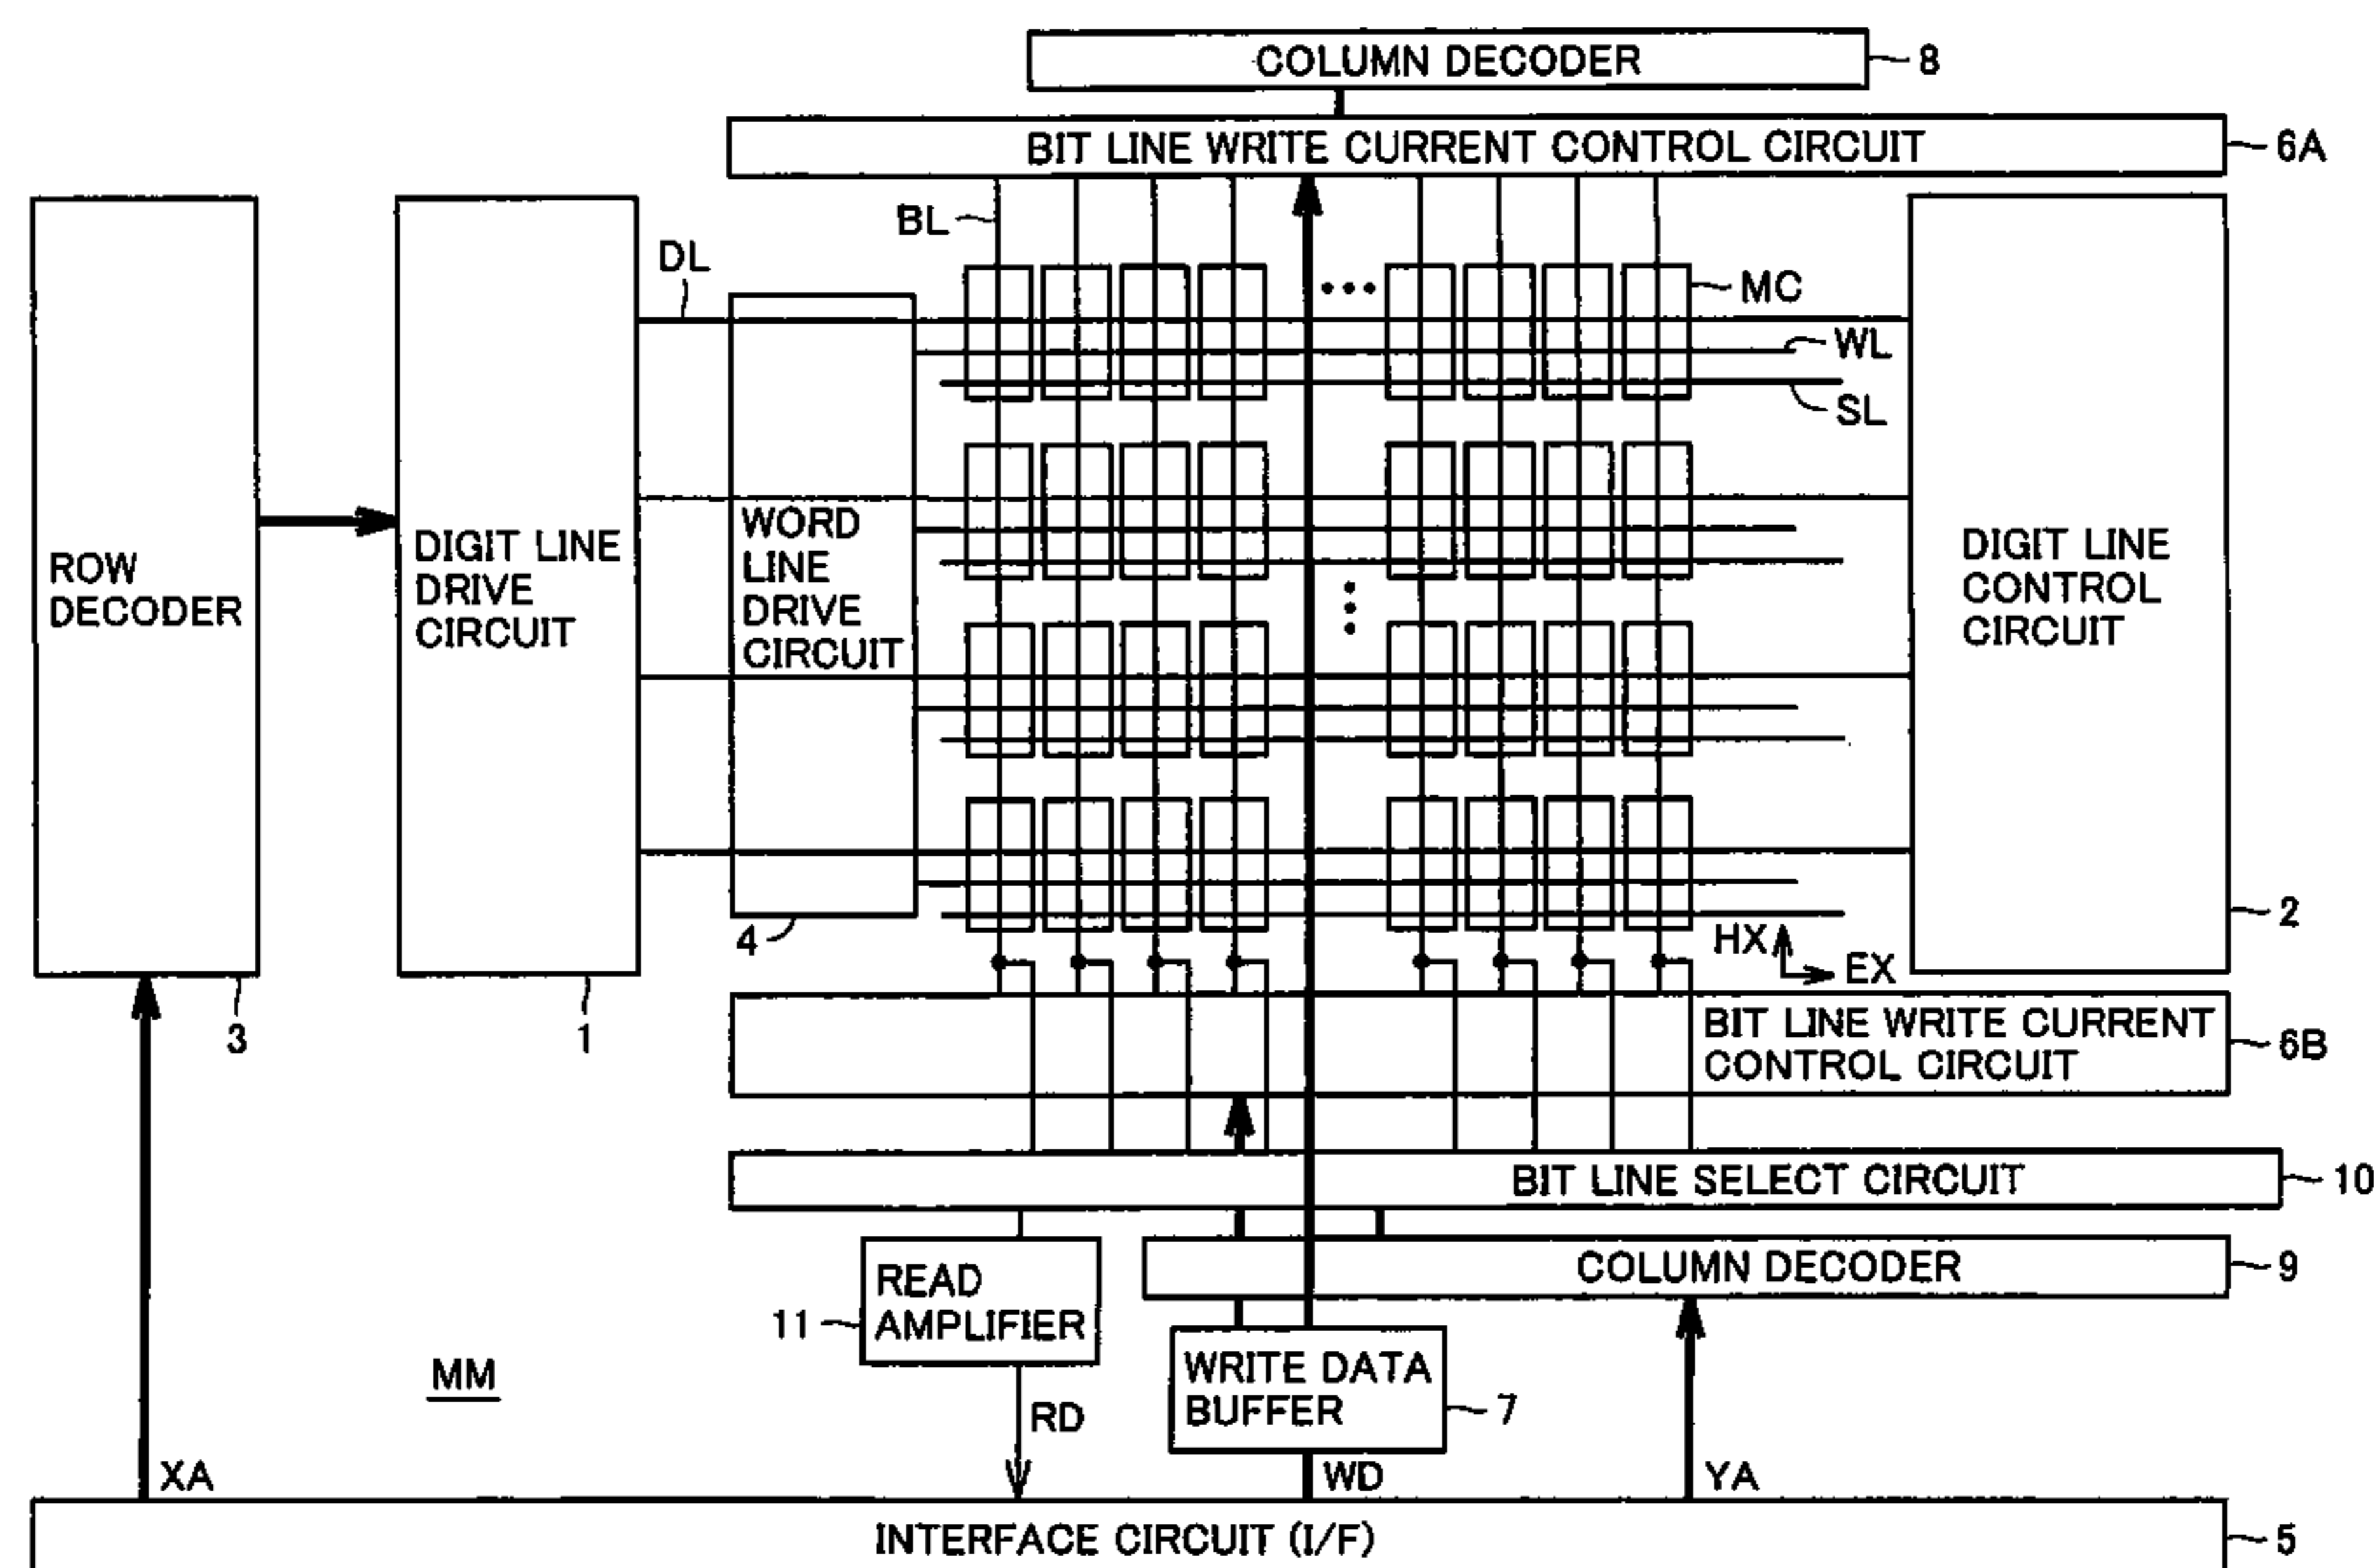 COLUMN DECODER
8
BIT LINE WRITE CURRENT CONTROL CIRCUIT
6A
BL
DL
MC
WL
SL
ROW
DECODER
DIGIT LINE
DRIVE
CIRCUIT
WORD
LINE
DRIVE
CIRCUIT
DIGIT LINE
CONTROL
CIRCUIT
4
2
HX
EX
3
1
BIT LINE WRITE CURRENT
CONTROL CIRCUIT
6B
BIT LINE SELECT CIRCUIT
10
READ
AMPLIFIER
11
COLUMN DECODER
9
WRITE DATA
BUFFER
7
MM
RD
XA
WD
YA
INTERFACE CIRCUIT (I/F)
5